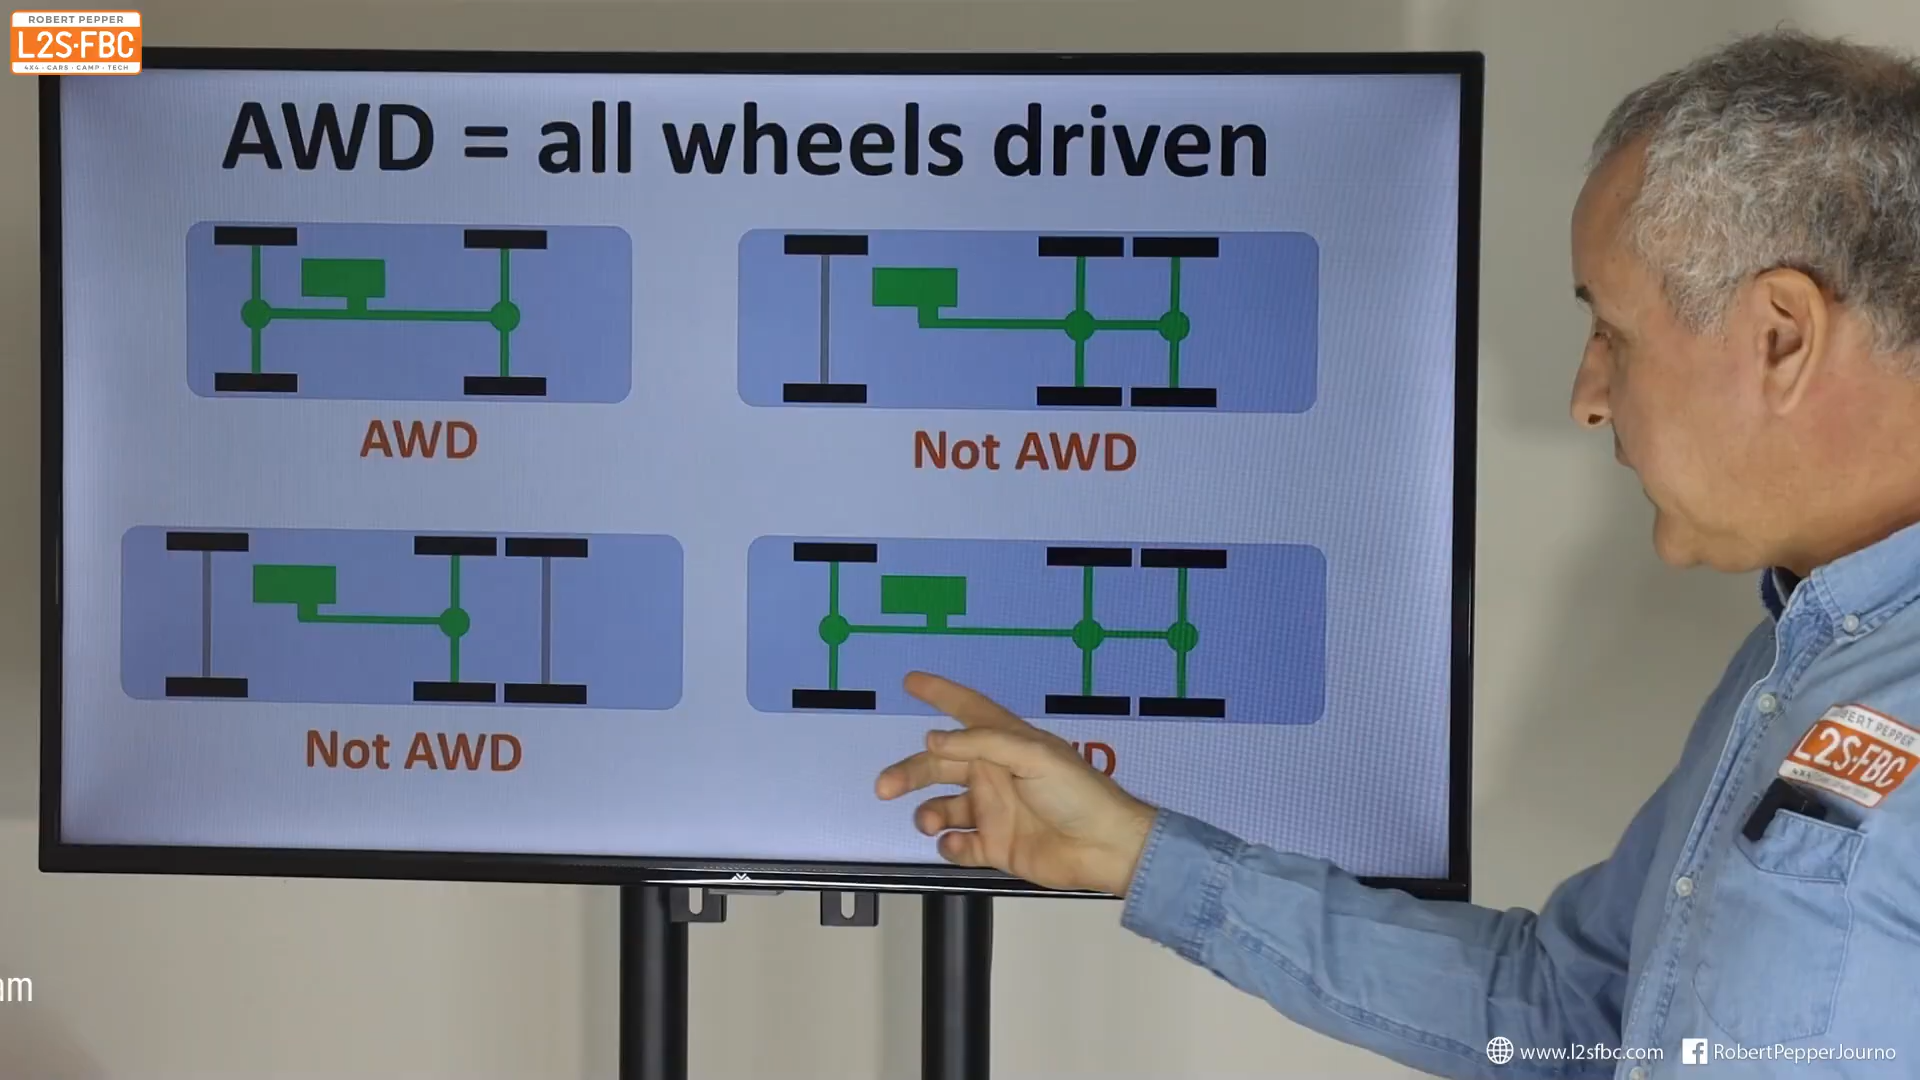 ROBERT PEPPER
L2S·FBC
4X4 · CARS · CAMP · TECH
AWD = all wheels driven
AWD
Not AWD
Not AWD
ROBERT PEPPER
L2S·FBC
www.l2sfbc.com
RobertPepperJourno